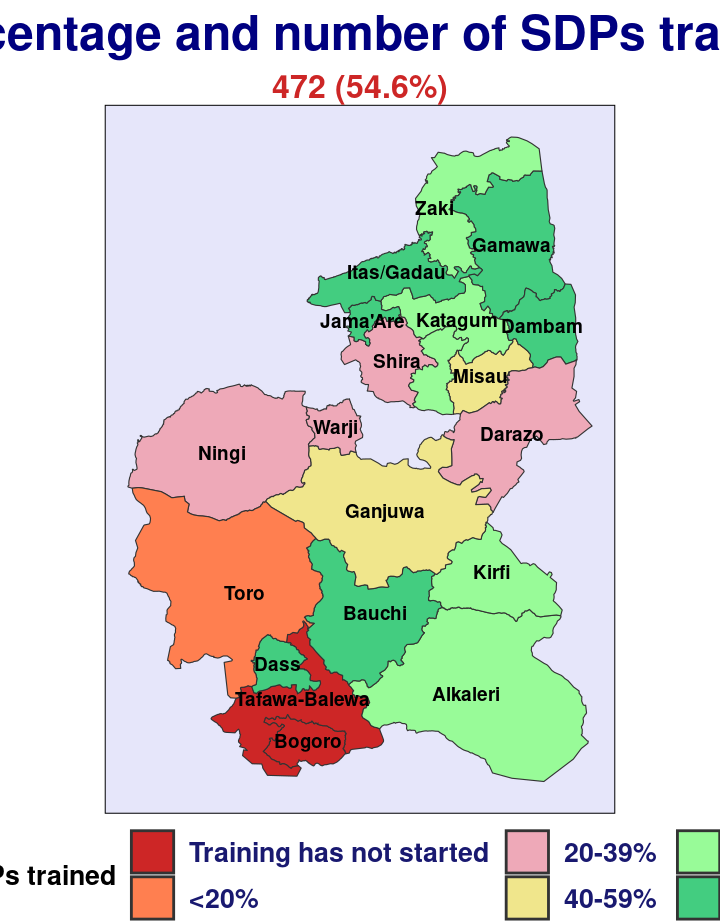 centage and number of SDPs tra
472 (54.6%)
Zaki
Gamawa
Itas/Gadau
Jama'Are
Katagum
Dambam
Shira
Misau
Warji
Darazo
Ningi
Ganjuwa
Kirfi
Toro
Bauchi
Dass
Tafawa-Balewa
Alkaleri
Bogoro
Ps trained
Training has not started
20-39%
<20%
40-59%